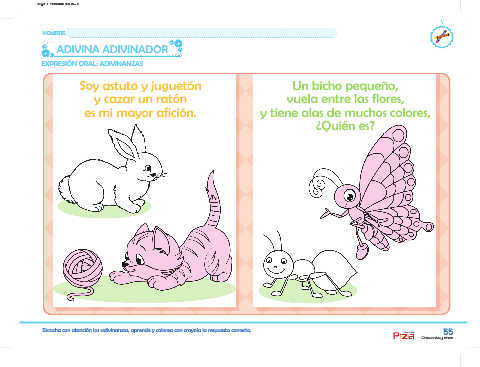 NOMBRE:
ADIVINA ADIVINADOR
EXPRESIÓN ORAL: ADIVINANZAS
Soy astuto y juguetón
y cazar un ratón
es mi mayor afición.
Un bicho pequeño,
vuela entre las flores,
y tiene alas de muchos colores,
¿Quién es?
Escucha con atención las adivinanzas, aprende y colorea con crayola la respuesta correcta.
55